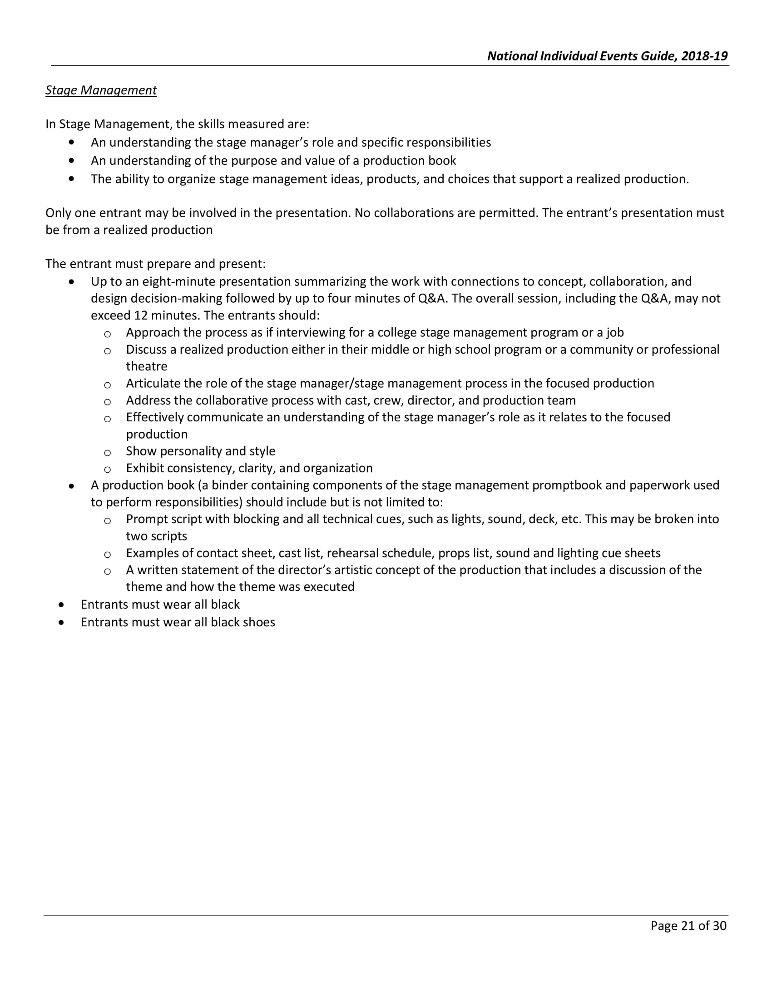 National Individual Events Guide, 2018-19
Stage Management
In Stage Management, the skills measured are:
• An understanding the stage manager’s role and specific responsibilities
• An understanding of the purpose and value of a production book
• The ability to organize stage management ideas, products, and choices that support a realized production.
Only one entrant may be involved in the presentation. No collaborations are permitted. The entrant’s presentation must
be from a realized production
The entrant must prepare and present:
• Up to an eight-minute presentation summarizing the work with connections to concept, collaboration, and
design decision-making followed by up to four minutes of Q&A. The overall session, including the Q&A, may not
exceed 12 minutes. The entrants should:
o Approach the process as if interviewing for a college stage management program or a job
o Discuss a realized production either in their middle or high school program or a community or professional
theatre
o Articulate the role of the stage manager/stage management process in the focused production
o Address the collaborative process with cast, crew, director, and production team
o Effectively communicate an understanding of the stage manager’s role as it relates to the focused
production
o Show personality and style
o Exhibit consistency, clarity, and organization
• A production book (a binder containing components of the stage management promptbook and paperwork used
to perform responsibilities) should include but is not limited to:
o Prompt script with blocking and all technical cues, such as lights, sound, deck, etc. This may be broken into
two scripts
o Examples of contact sheet, cast list, rehearsal schedule, props list, sound and lighting cue sheets
o A written statement of the director’s artistic concept of the production that includes a discussion of the
theme and how the theme was executed
• Entrants must wear all black
• Entrants must wear all black shoes
Page 21 of 30